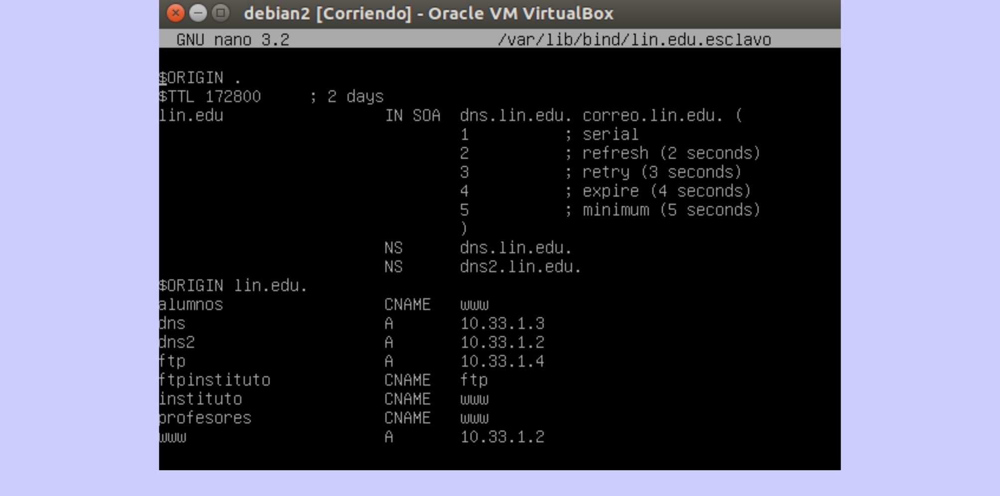 debian2 [Corriendo] - Oracle VM VirtualBox
GNU nano 3.2 /var/lib/bind/lin.edu.esclavo
$ORIGIN .
$TTL 172800 ; 2 days
lin.edu IN SOA dns.lin.edu. correo.lin.edu. (
1 ; serial
2 ; refresh (2 seconds)
3 ; retry (3 seconds)
4 ; expire (4 seconds)
5 ; minimum (5 seconds)
)
NS dns.lin.edu.
NS dns2.lin.edu.
$ORIGIN lin.edu.
alumnos CNAME www
dns A 10.33.1.3
dns2 A 10.33.1.2
ftp A 10.33.1.4
ftpinstituto CNAME ftp
instituto CNAME www
profesores CNAME www
www A 10.33.1.2